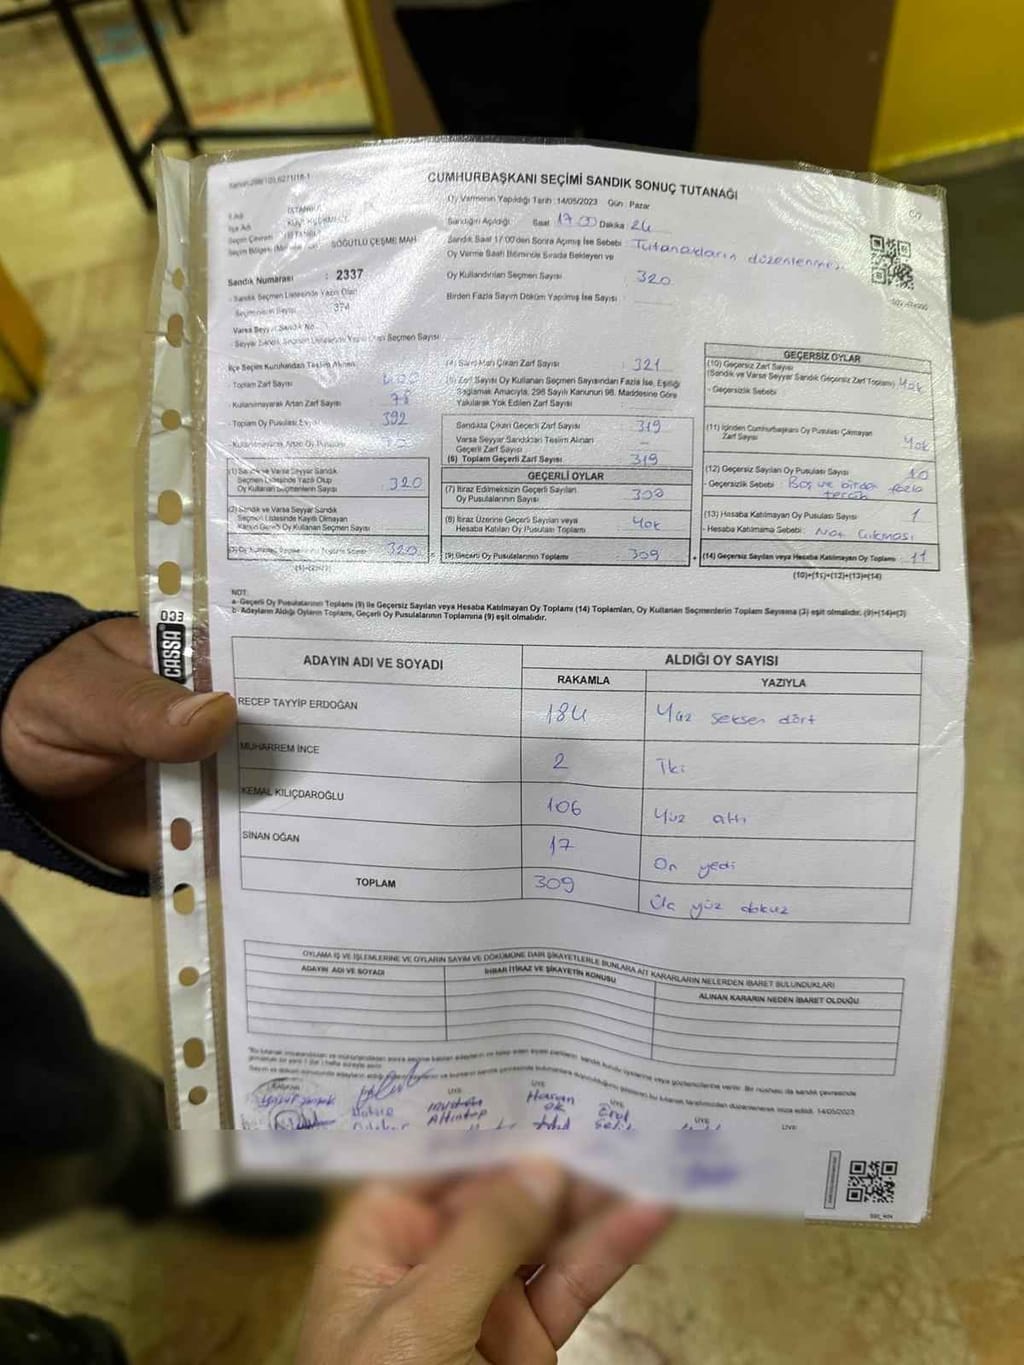 Kanun:298/105,6271/16-1
CUMHURBAŞKANI SEÇİMİ SANDIK SONUÇ TUTANAĞI
İl Adı : İSTANBUL
İlçe Adı
Seçim Çevresi
Seçim Bölgesi SÖĞÜTLÜ ÇEŞME MAH
Sandık Numarası : 2337
- Sandık Seçmen Listesinde Yazılı Olan
Seçmenlerin Sayısı : 374
Varsa Seyyar Sandık No
- Seyyar Sandık Seçmen Listesinde Yazılı Olan Seçmen Sayısı
Oy Vermenin Yapıldığı Tarih : 14/05/2023 Gün : Pazar
Sandığın Açıldığı Saat 17 00 Dakika : 24
Sandık Saat 17:00'den Sonra Açılmış İse Sebebi : Tutanakların düzenlenmesi
Oy Verme Saati Bitiminde Sırada Bekleyen ve
Oy Kullandırılan Seçmen Sayısı : 320
Birden Fazla Sayım Döküm Yapılmış İse Sayısı :
İlçe Seçim Kurulundan Teslim Alınan
- Toplam Zarf Sayısı : 400
- Kullanılmayarak Artan Zarf Sayısı : 78
- Toplam Oy Pusulası Sayısı : 392
- Kullanılmayarak Artan Oy Pusulası
(1) Sandık ve Varsa Seyyar Sandık
Seçmen Listesinde Yazılı Olup
Oy Kullanan Seçmenlerin Sayısı : 320
(2) Sandık ve Varsa Seyyar Sandık
Seçmen Listesinde Kayıtlı Olmayan
Kanun Gereği Oy Kullanan Seçmen Sayısı
(3) Oy Kullanan Seçmenlerin Toplam Sayısı : 320
(1)+(2)=(3)
(4) Sandıktan Çıkan Zarf Sayısı : 321
(5) Zarf Sayısı Oy Kullanan Seçmen Sayısından Fazla İse, Eşitliği
Sağlamak Amacıyla, 298 Sayılı Kanunun 98. Maddesine Göre
Yakılarak Yok Edilen Zarf Sayısı :
Sandıkta Çıkan Geçerli Zarf Sayısı : 319
Varsa Seyyar Sandıktan Teslim Alınan
Geçerli Zarf Sayısı : —
(6) Toplam Geçerli Zarf Sayısı : 319
GEÇERLİ OYLAR
(7) İtiraz Edilmeksizin Geçerli Sayılan
Oy Pusulalarının Sayısı : 309
(8) İtiraz Üzerine Geçerli Sayılan veya
Hesaba Katılan Oy Pusulası Toplamı : Yok
(9) Geçerli Oy Pusulalarının Toplamı : 309
GEÇERSİZ OYLAR
(10) Geçersiz Zarf Sayısı
(Sandık ve Varsa Seyyar Sandık Geçersiz Zarf Toplamı) : Yok
- Geçersizlik Sebebi :
(11) İçinden Cumhurbaşkanı Oy Pusulası Çıkmayan
Zarf Sayısı : Yok
(12) Geçersiz Sayılan Oy Pusulası Sayısı : 10
- Geçersizlik Sebebi : Boş ve birden fazla
tercih
(13) Hesaba Katılmayan Oy Pusulası Sayısı : 1
- Hesaba Katılmama Sebebi : Not Çıkması
(14) Geçersiz Sayılan veya Hesaba Katılmayan Oy Toplamı : 11
(10)+(11)+(12)+(13)=(14)
NOT:
a- Geçerli Oy Pusulalarının Toplamı (9) ile Geçersiz Sayılan veya Hesaba Katılmayan Oy Toplamı (14) Toplamları, Oy Kullanan Seçmenlerin Toplam Sayısına (3) eşit olmalıdır. (9)+(14)=(3)
b- Adayların Aldığı Oyların Toplamı, Geçerli Oy Pusulalarının Toplamına (9) eşit olmalıdır.
033
CASSA
ADAYIN ADI VE SOYADI ALDIĞI OY SAYISI
RAKAMLA YAZIYLA
RECEP TAYYİP ERDOĞAN 184 Yüz seksen dört
MUHARREM İNCE 2 İki
KEMAL KILIÇDAROĞLU 106 Yüz altı
SİNAN OĞAN 17 On yedi
TOPLAM 309 Üç yüz dokuz
OYLAMA İŞ VE İŞLEMLERİNE VE OYLARIN SAYIM VE DÖKÜMÜNE DAİR ŞİKAYETLERLE BUNLARA AİT KARARLARIN NELERDEN İBARET BULUNDUKLARI
ADAYIN ADI VE SOYADI İHBAR İTİRAZ VE ŞİKAYETİN KONUSU ALINAN KARARIN NEDEN İBARET OLDUĞU
ÜYE ÜYE ÜYE ÜYE ÜYE
Altıntop Harun
ok Erol